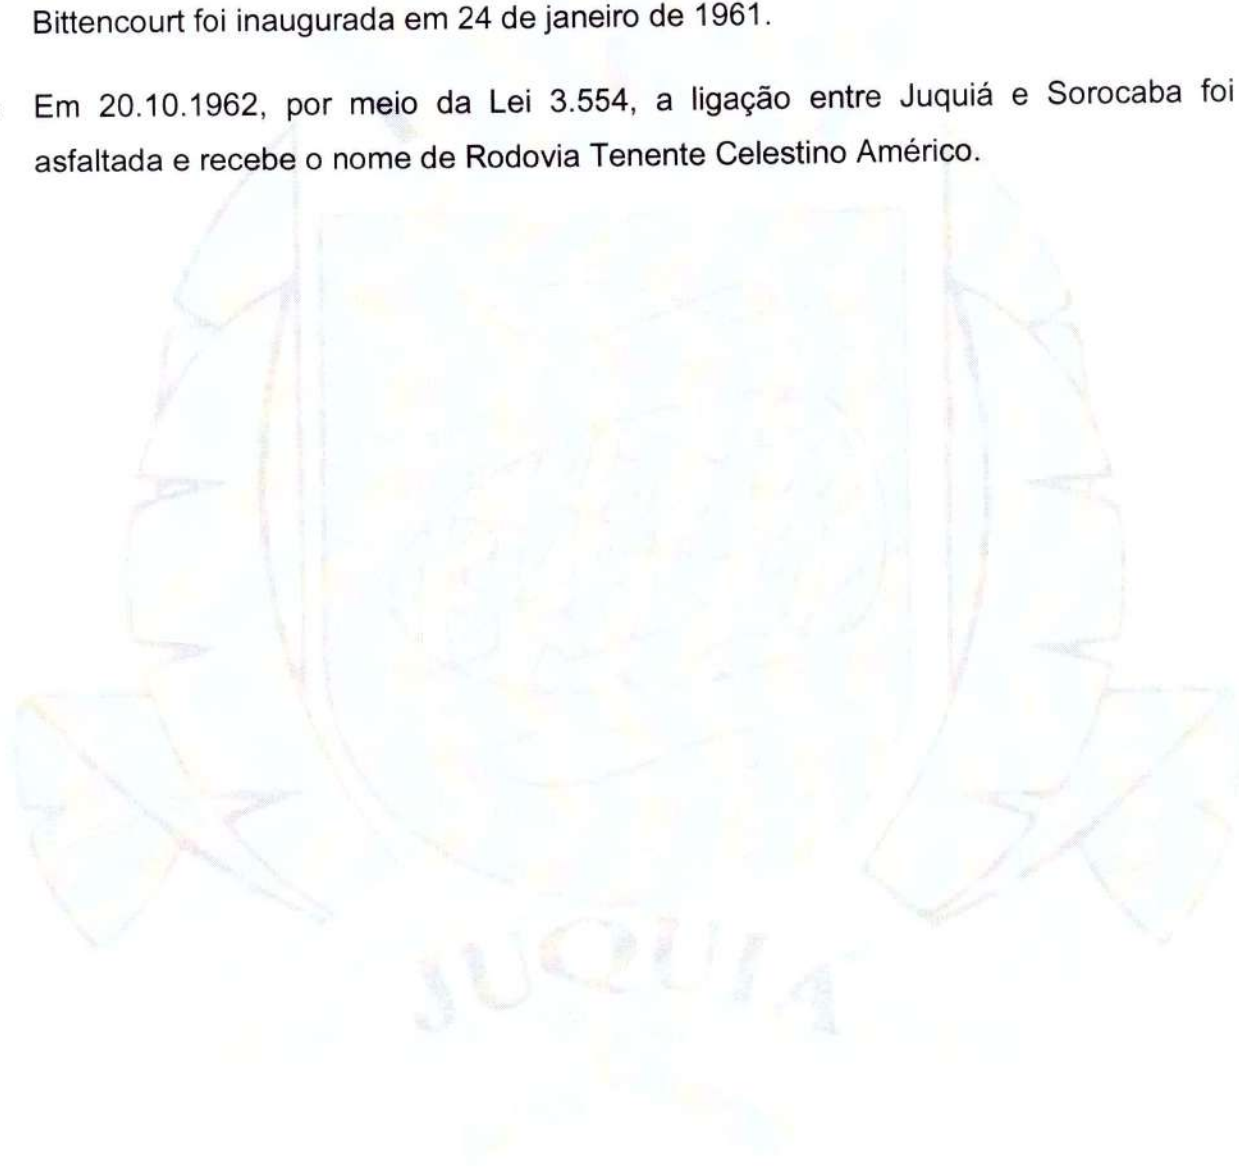 Bittencourt foi inaugurada em 24 de janeiro de 1961.
Em 20.10.1962, por meio da Lei 3.554, a ligação entre Juquiá e Sorocaba foi
asfaltada e recebe o nome de Rodovia Tenente Celestino Américo.
JUQUIÁ